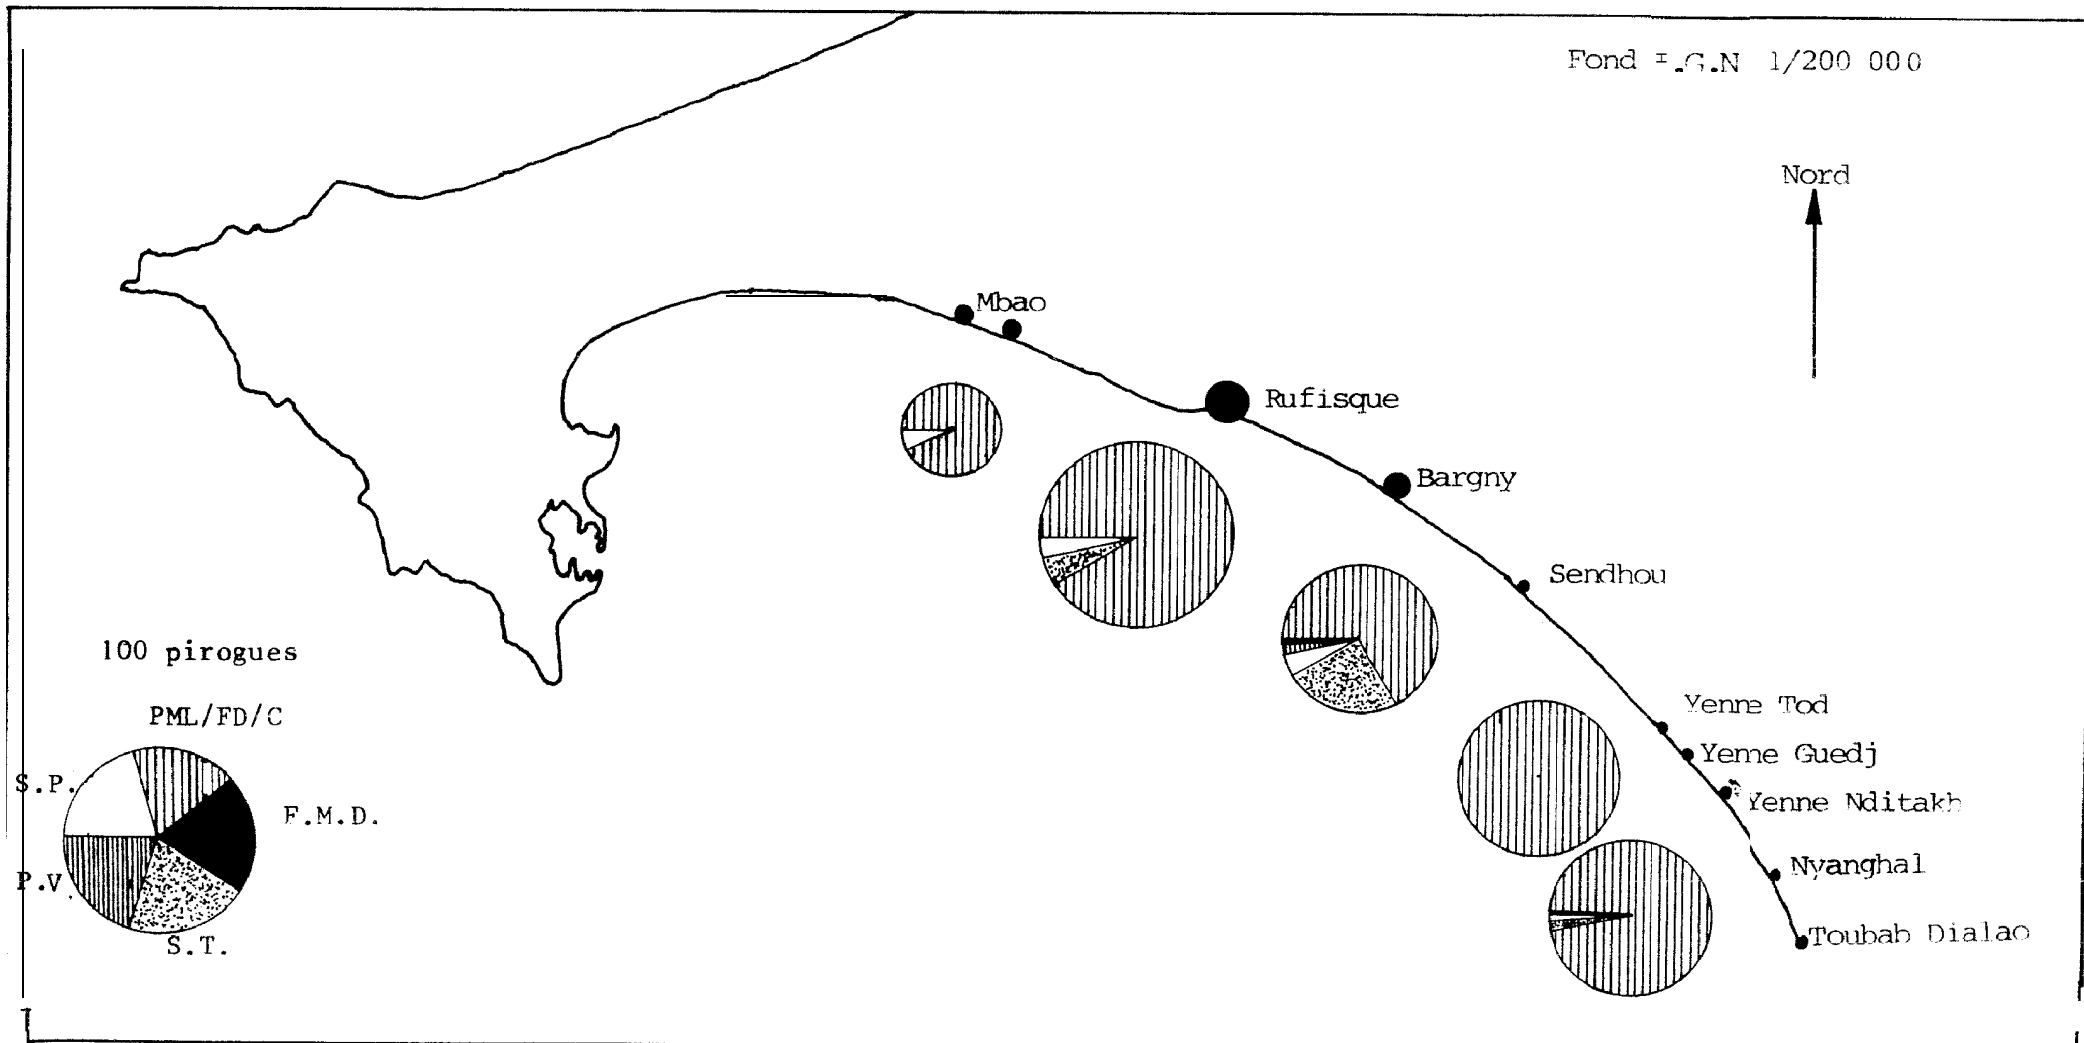 Fond I.G.N 1/200 000
Nord
Mbao
Rufisque
Bargny
Sendhou
100 pirogues
PML/FD/C
S.P.
F.M.D.
P.V
S.T.
Yenne Tod
Yenne Guedj
Yenne Nditakh
Nyanghal
Toubab Dialao